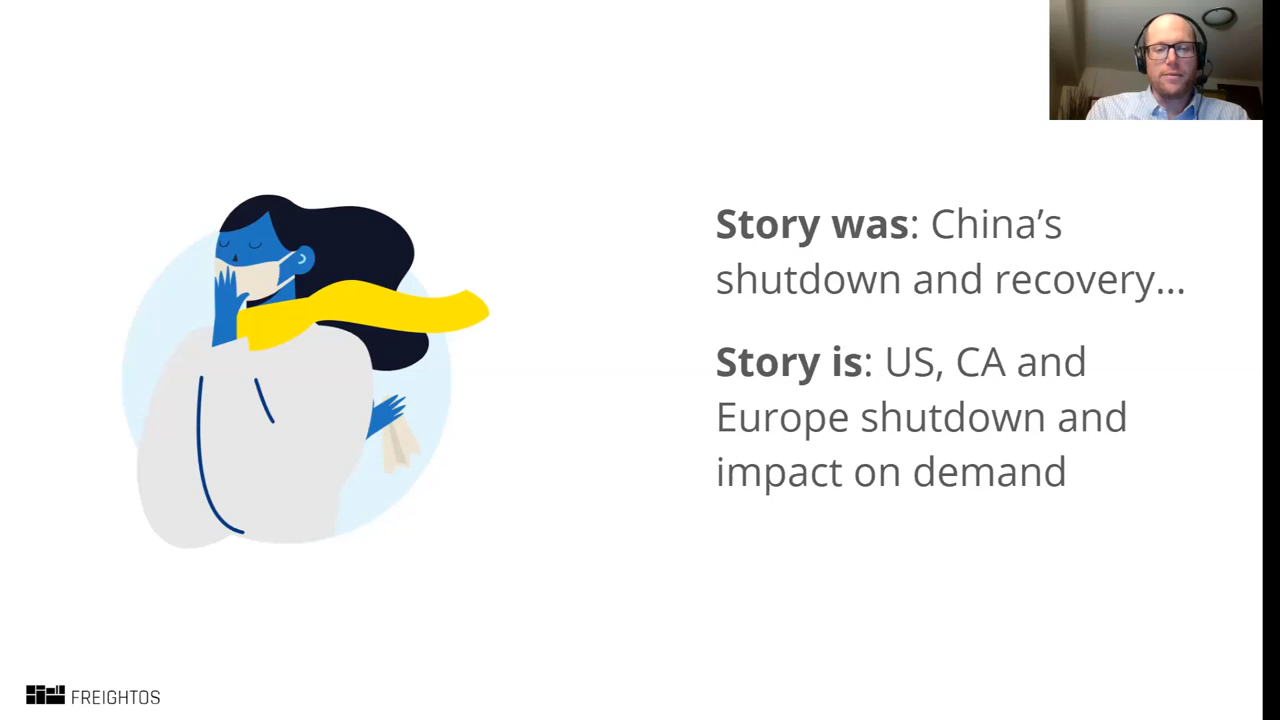 Story was: China’s
shutdown and recovery...
Story is: US, CA and
Europe shutdown and
impact on demand
FREIGHTOS